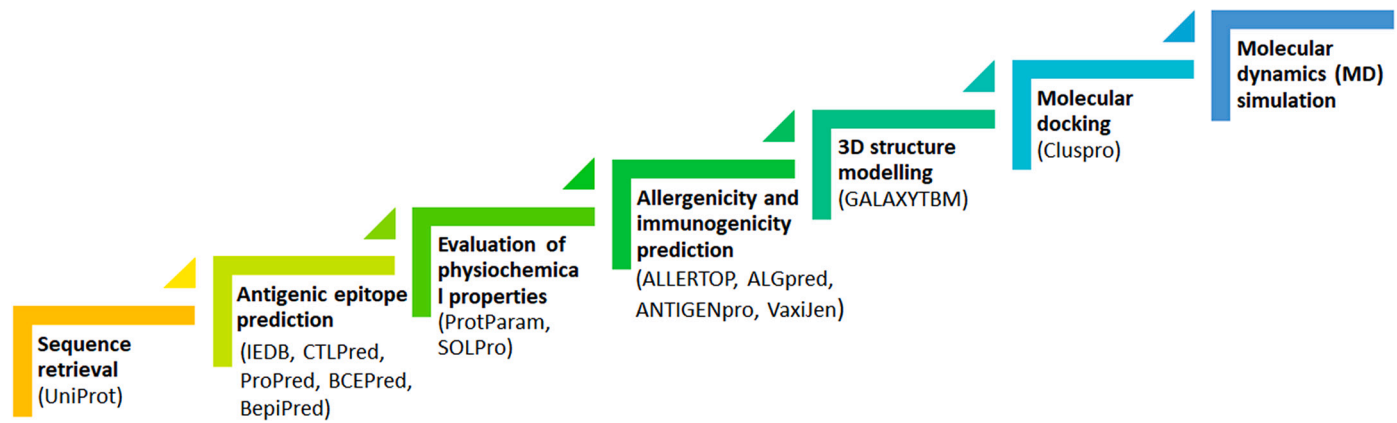 Sequence
retrieval
(UniProt)
Antigenic epitope
prediction
(IEDB, CTLPred,
ProPred, BCEPred,
BepiPred)
Evaluation of
physiochemica
l properties
(ProtParam,
SOLPro)
Allergenicity and
immunogenicity
prediction
(ALLERTOP, ALGpred,
ANTIGENpro, VaxiJen)
3D structure
modelling
(GALAXYTBM)
Molecular
docking
(Cluspro)
Molecular
dynamics (MD)
simulation